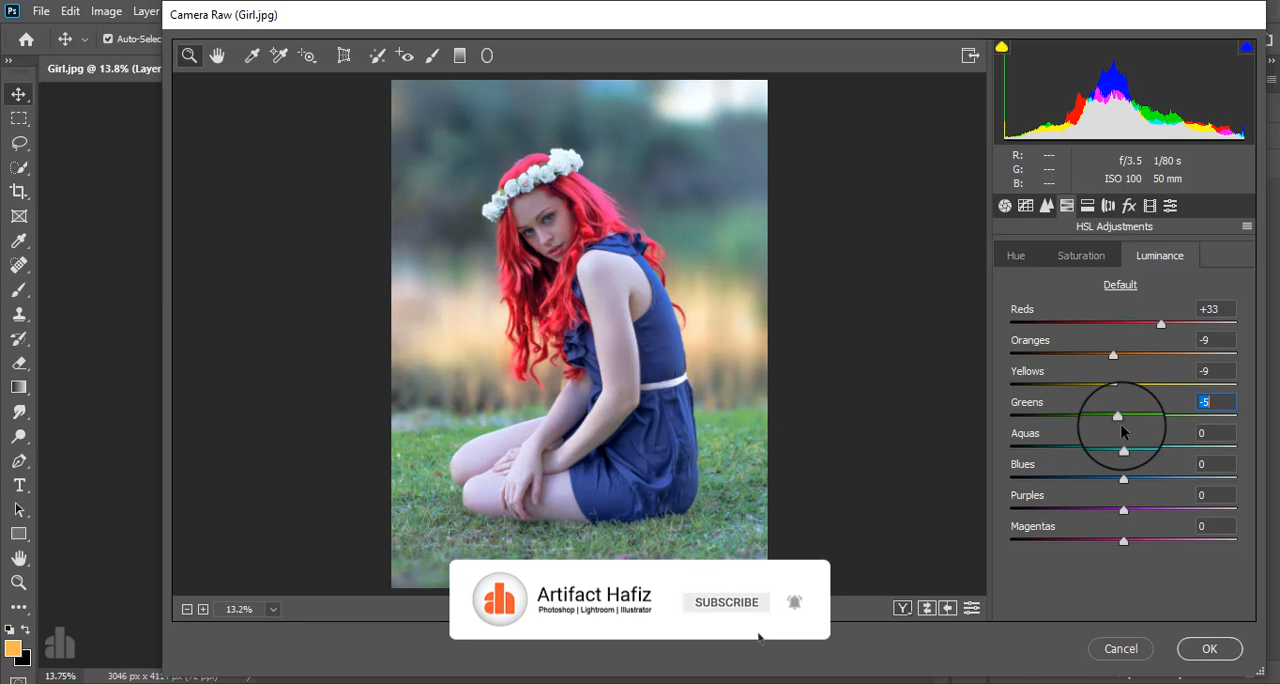 Ps File Edit Image Layer
Camera Raw (Girl.jpg)
Auto-Selec
Girl.jpg @ 13.8% (Layer
R: ---
G: ---
B: ---
f/3.5 1/80 s
ISO 100 50 mm
fx
HSL Adjustments
Hue Saturation Luminance
Default
Reds +33
Oranges -9
Yellows -9
Greens -5
Aquas 0
Blues 0
Purples 0
Magentas 0
13.2%
Y
Artifact Hafiz
Photoshop | Lightroom | Illustrator
SUBSCRIBE
Cancel OK
ah
13.75% 3046 px x